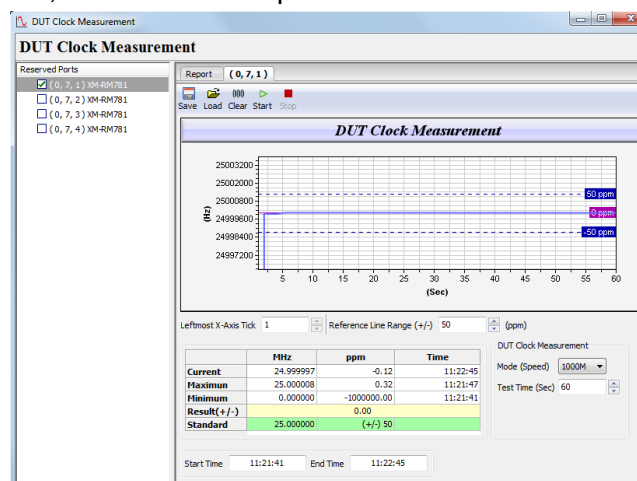 DUT Clock Measurement
DUT Clock Measurement
Reserved Ports
( 0, 7, 1 ) XM-RM781
( 0, 7, 2 ) XM-RM781
( 0, 7, 3 ) XM-RM781
( 0, 7, 4 ) XM-RM781
Report ( 0, 7, 1 )
Save Load Clear Start Stop
DUT Clock Measurement
25003200
25002000
25000800
24999600
24998400
24997200
(Hz)
50 ppm
0 ppm
-50 ppm
5 10 15 20 25 30 35 40 45 50 55 60
(Sec)
Leftmost X-Axis Tick 1 Reference Line Range (+/-) 50 (ppm)
MHz ppm Time
Current 24.999997 -0.12 11:22:45
Maximun 25.000008 0.32 11:21:47
Minimum 0.000000 -1000000.00 11:21:41
Result(+/-) 0.00
Standard 25.000000 (+/-) 50
DUT Clock Measurement
Mode (Speed) 1000M
Test Time (Sec) 60
Start Time 11:21:41 End Time 11:22:45